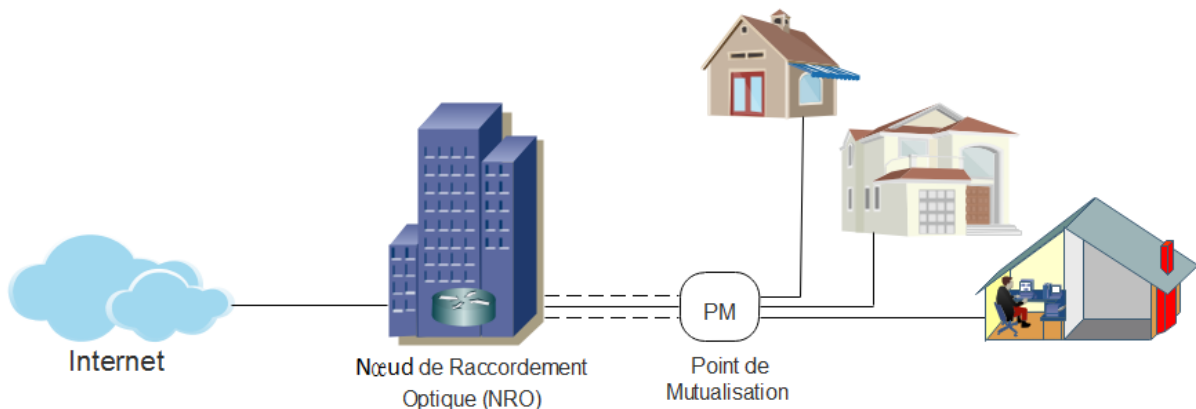 Internet
Nœud de Raccordement
Optique (NRO)
PM
Point de
Mutualisation